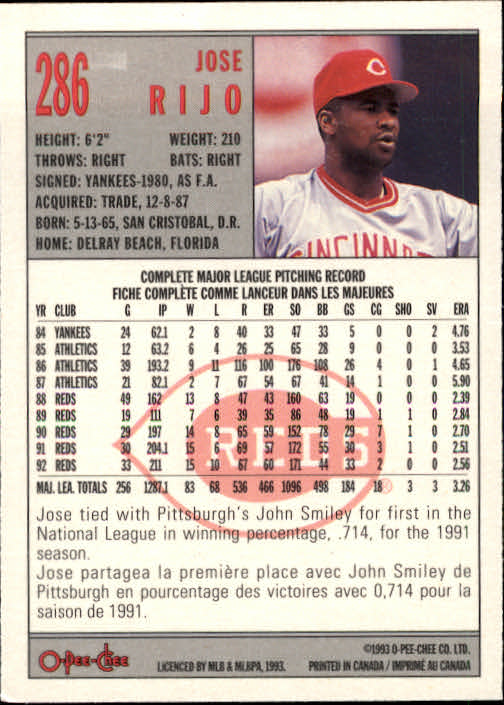 286
JOSE
RIJO
HEIGHT: 6'2" WEIGHT: 210
THROWS: RIGHT BATS: RIGHT
SIGNED: YANKEES-1980, AS F.A.
ACQUIRED: TRADE, 12-8-87
BORN: 5-13-65, SAN CRISTOBAL, D.R.
HOME: DELRAY BEACH, FLORIDA
C
CINCINNA
COMPLETE MAJOR LEAGUE PITCHING RECORD
FICHE COMPLÈTE COMME LANCEUR DANS LES MAJEURES
YR CLUB G IP W L R ER SO BB GS CG SHO SV ERA
84 YANKEES 24 62.1 2 8 40 33 47 33 5 0 0 2 4.76
85 ATHLETICS 12 63.2 6 4 26 25 65 28 9 0 0 0 3.53
86 ATHLETICS 39 193.2 9 11 116 100 176 108 26 4 0 1 4.65
87 ATHLETICS 21 82.1 2 7 67 54 67 41 14 1 0 0 5.90
88 REDS 49 162 13 8 47 43 160 63 19 0 0 0 2.39
89 REDS 19 111 7 6 39 35 86 48 19 1 1 0 2.84
90 REDS 29 197 14 8 65 59 152 78 29 7 1 0 2.70
91 REDS 30 204.1 15 6 69 57 172 55 30 3 1 0 2.51
92 REDS 33 211 15 10 67 60 171 44 33 2 0 0 2.56
MAJ. LEA. TOTALS 256 1287.1 83 68 536 466 1096 498 184 18 3 3 3.26
REDS
®
Jose tied with Pittsburgh's John Smiley for first in the
National League in winning percentage, .714, for the 1991
season.
Jose partagea la première place avec John Smiley de
Pittsburgh en pourcentage des victoires avec 0,714 pour la
saison de 1991.
O-PEE-CHEE
LICENCED BY MLB & MLBPA, 1993.
©1993 O-PEE-CHEE CO. LTD.
PRINTED IN CANADA / IMPRIMÉ AU CANADA